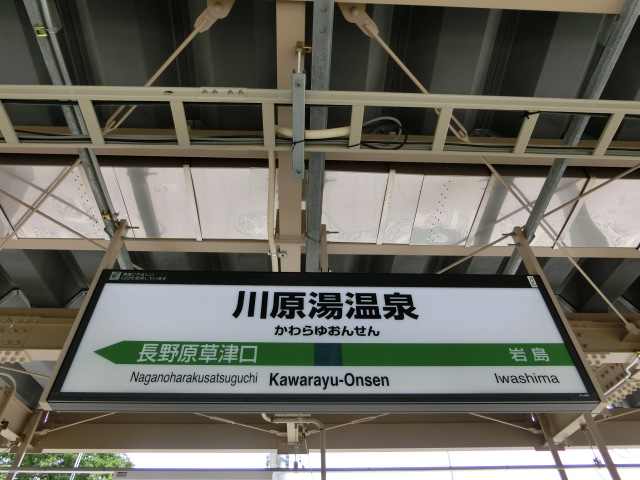 川原湯温泉
かわらゆおんせん
長野原草津口 岩島
Naganoharakusatsuguchi Kawarayu-Onsen Iwashima